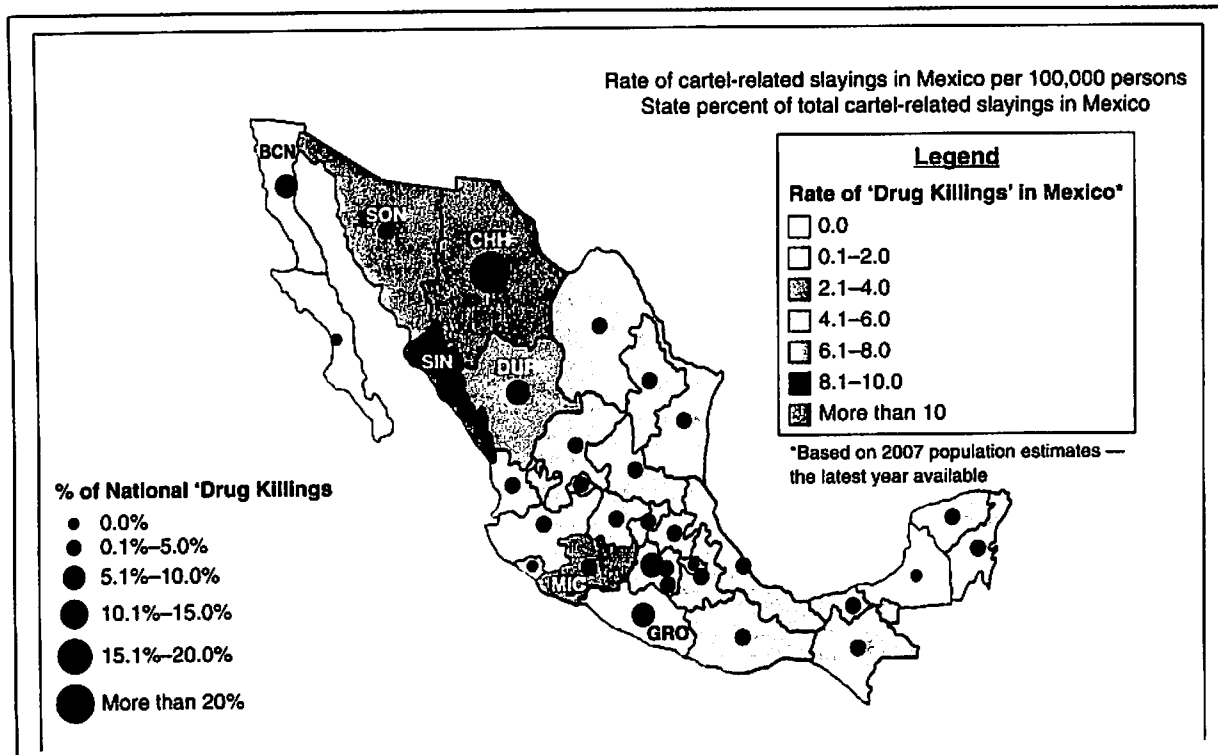 Rate of cartel-related slayings in Mexico per 100,000 persons
State percent of total cartel-related slayings in Mexico
Legend
Rate of ‘Drug Killings’ in Mexico*
0.0
0.1–2.0
2.1–4.0
4.1–6.0
6.1–8.0
8.1–10.0
More than 10
*Based on 2007 population estimates —
the latest year available
BCN
SON
CHH
SIN
DUR
MIC
GRO
% of National ‘Drug Killings
0.0%
0.1%–5.0%
5.1%–10.0%
10.1%–15.0%
15.1%–20.0%
More than 20%